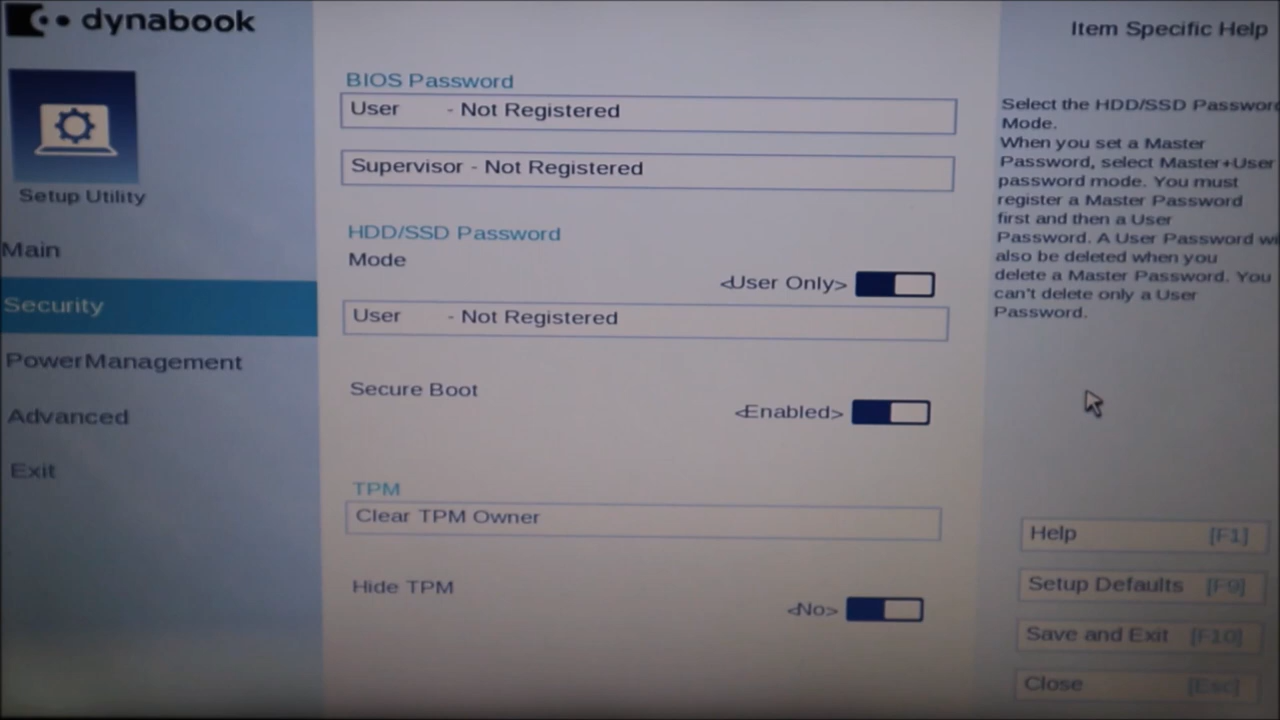 dynabook
Setup Utility
Main
Security
PowerManagement
Advanced
Exit
BIOS Password
User - Not Registered
Supervisor - Not Registered
HDD/SSD Password
Mode
<User Only>
User - Not Registered
Secure Boot
<Enabled>
TPM
Clear TPM Owner
Hide TPM
<No>
Item Specific Help
Select the HDD/SSD Password
Mode.
When you set a Master
Password, select Master+User
password mode. You must
register a Master Password
first and then a User
Password. A User Password wi
also be deleted when you
delete a Master Password. You
can't delete only a User
Password.
Help [F1]
Setup Defaults [F9]
Save and Exit [F10]
Close [Esc]